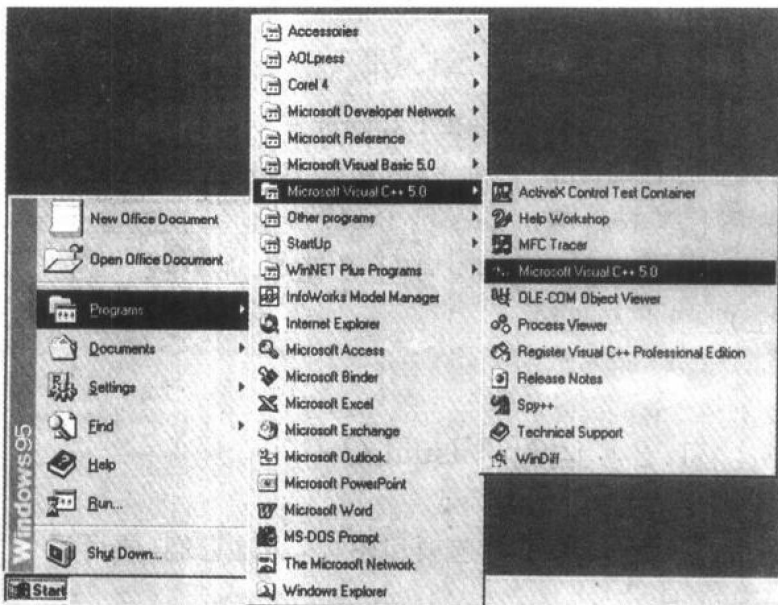 New Office Document
Open Office Document
Programs
Documents
Settings
Find
Help
Run...
Shut Down...
Windows95
Start
Accessories
AOLpress
Corel 4
Microsoft Developer Network
Microsoft Reference
Microsoft Visual Basic 5.0
Microsoft Visual C++ 5.0
Other programs
StartUp
WinNET Plus Programs
InfoWorks Model Manager
Internet Explorer
Microsoft Access
Microsoft Binder
Microsoft Excel
Microsoft Exchange
Microsoft Outlook
Microsoft PowerPoint
Microsoft Word
MS-DOS Prompt
The Microsoft Network
Windows Explorer
ActiveX Control Test Container
Help Workshop
MFC Tracer
Microsoft Visual C++ 5.0
OLE-COM Object Viewer
Process Viewer
Register Visual C++ Professional Edition
Release Notes
Spy++
Technical Support
WinDiff